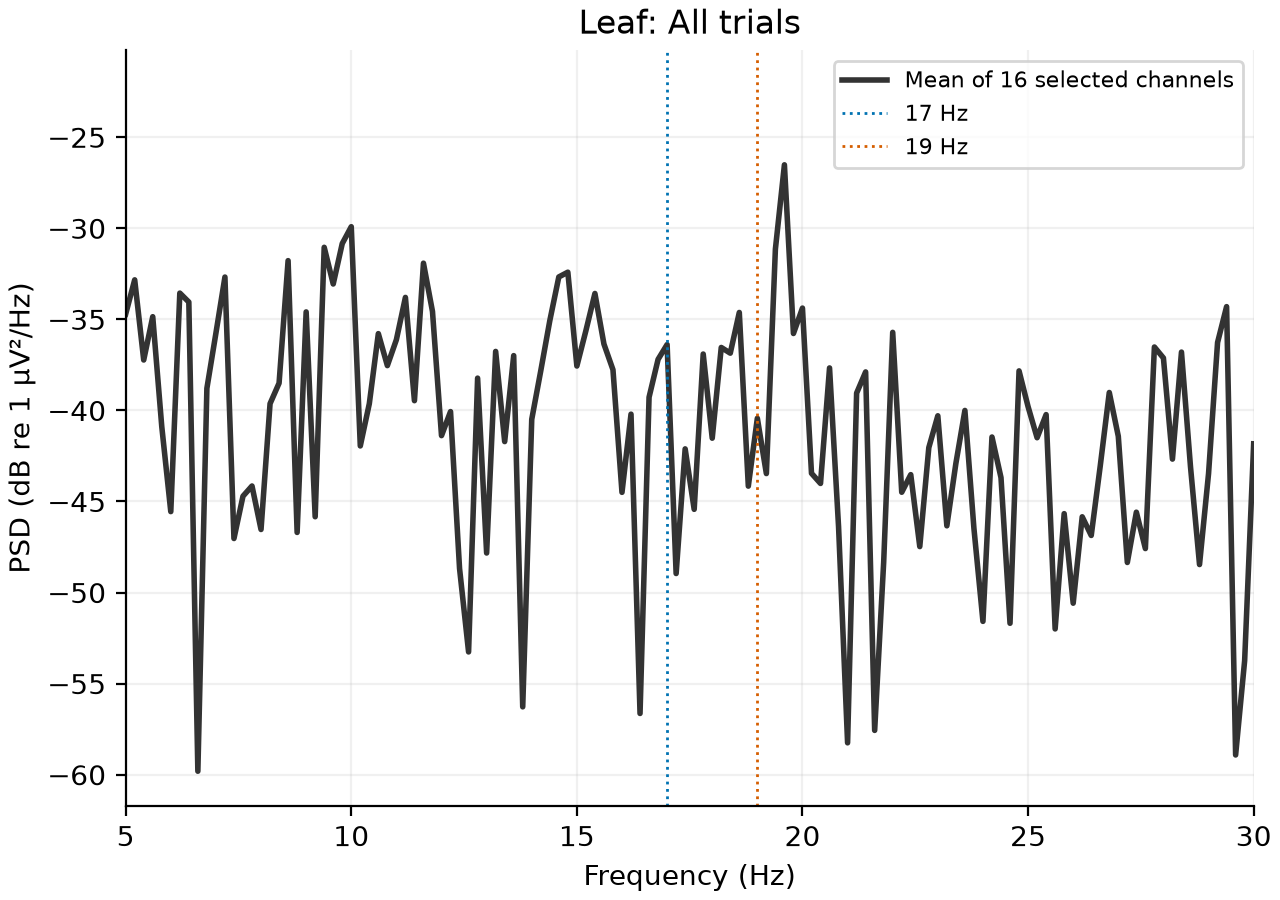 Leaf: All trials
Mean of 16 selected channels
17 Hz
19 Hz
PSD (dB re 1 µV²/Hz)
−25
−30
−35
−40
−45
−50
−55
−60
5 10 15 20 25 30
Frequency (Hz)